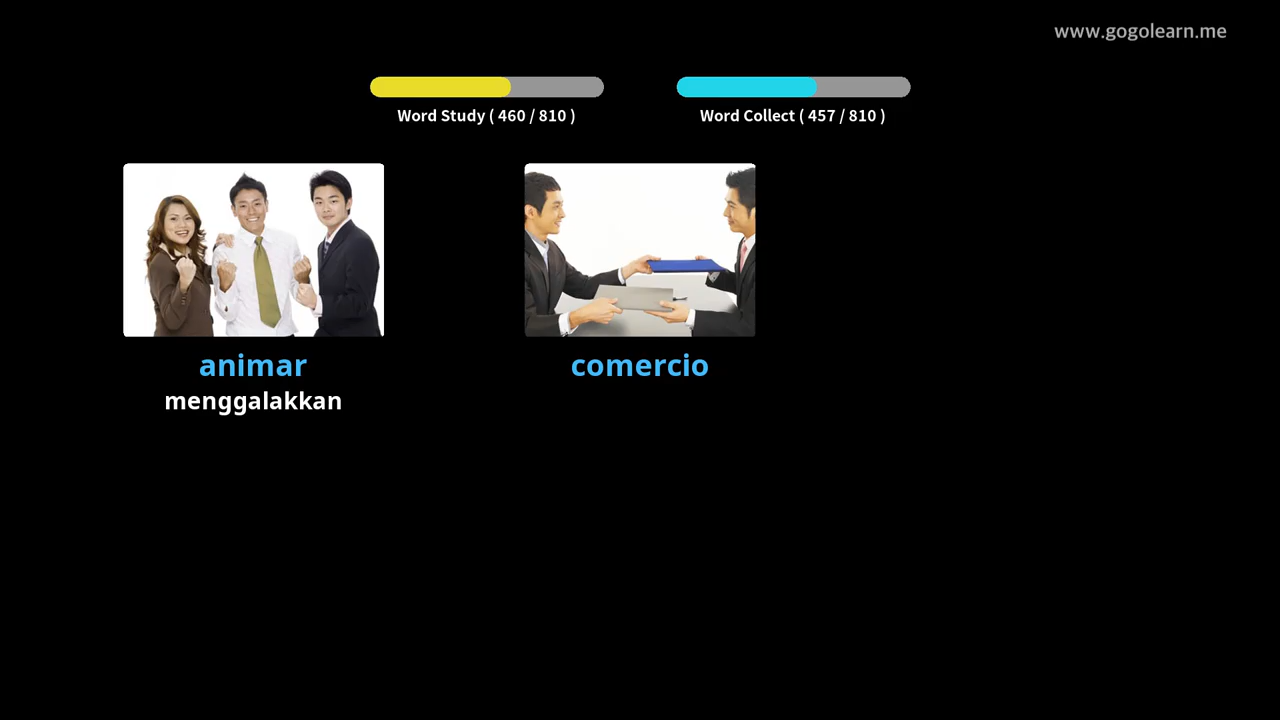 www.gogolearn.me
Word Study ( 460 / 810 )
Word Collect ( 457 / 810 )
animar
menggalakkan
comercio